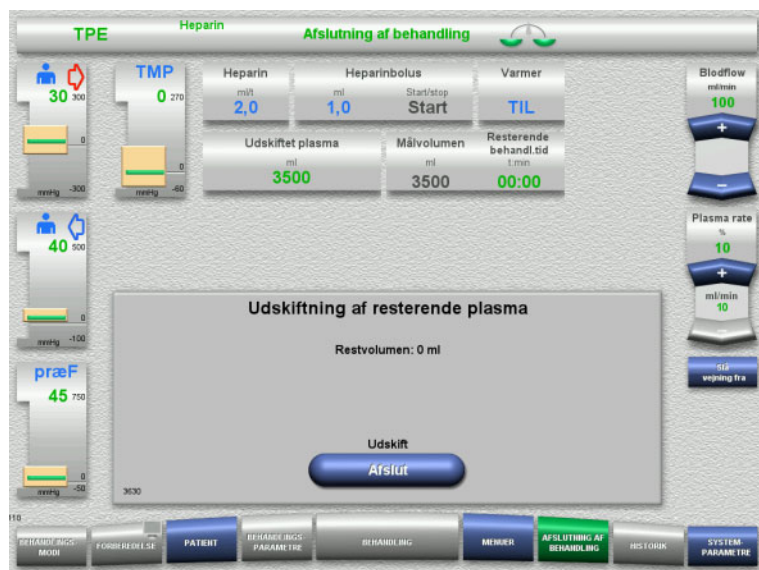 TPE
Heparin
Afslutning af behandling
30 300
0
mmHg -300
TMP
0 270
0
mmHg -60
Heparin
ml/t
2,0
Heparinbolus
ml
1,0
Start/stop
Start
Varmer
TIL
Udskiftet plasma
ml
3500
Målvolumen
ml
3500
Resterende
behandl.tid
t:min
00:00
Blodflow
ml/min
100
+
−
40 500
0
mmHg -100
Plasma rate
%
10
+
ml/min
10
−
Slå
vejning fra
præF
45 750
0
mmHg -50
Udskiftning af resterende plasma
Restvolumen: 0 ml
Udskift
Afslut
3630
110
BEHANDLINGS-
MODI
FORBEREDELSE
PATIENT
BEHANDLINGS-
PARAMETRE
BEHANDLING
MENUER
AFSLUTNING AF
BEHANDLING
HISTORIK
SYSTEM-
PARAMETRE